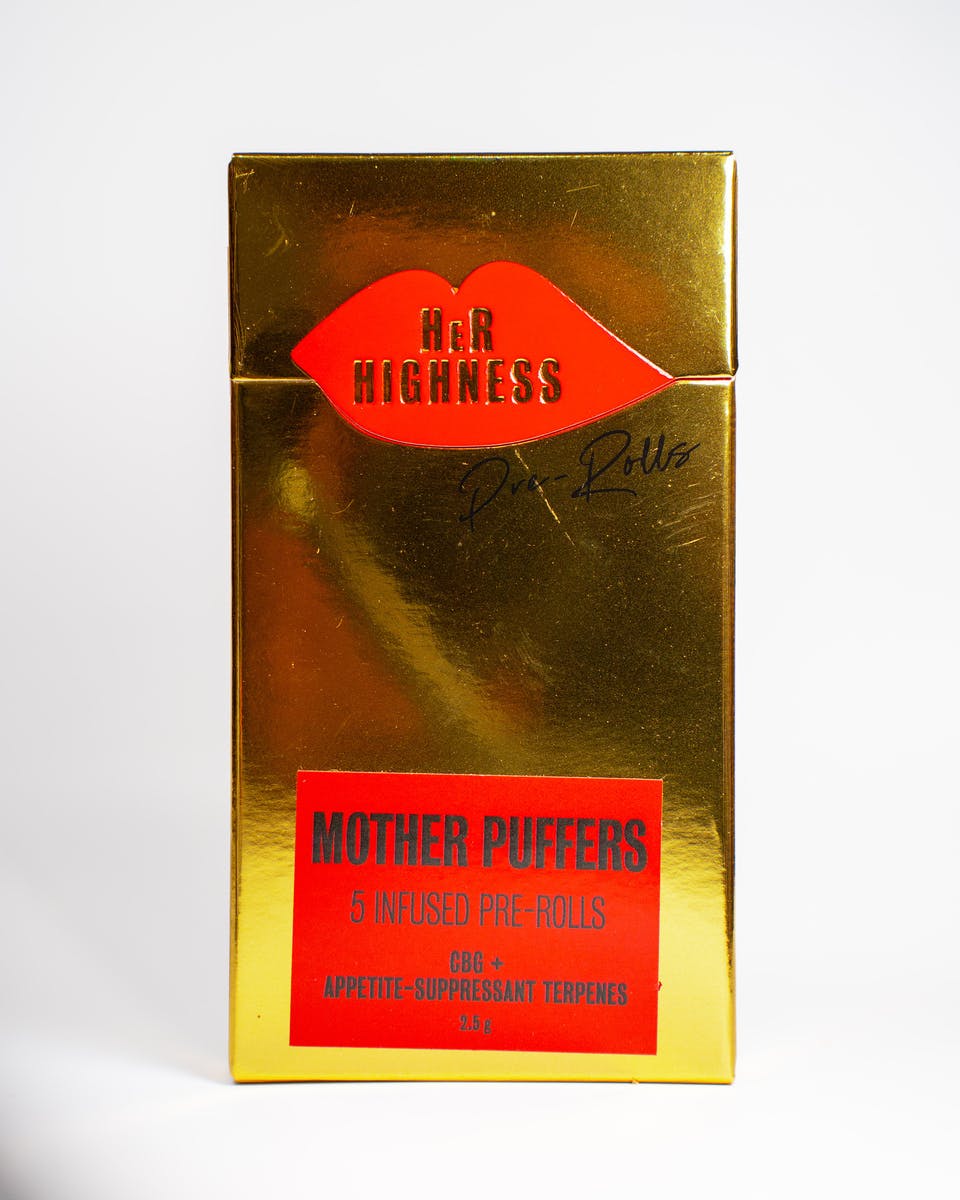 HeR
HIGHNESS
Pre-Rolls
MOTHER PUFFERS
5 INFUSED PRE-ROLLS
CBG +
APPETITE-SUPPRESSANT TERPENES
2.5 g